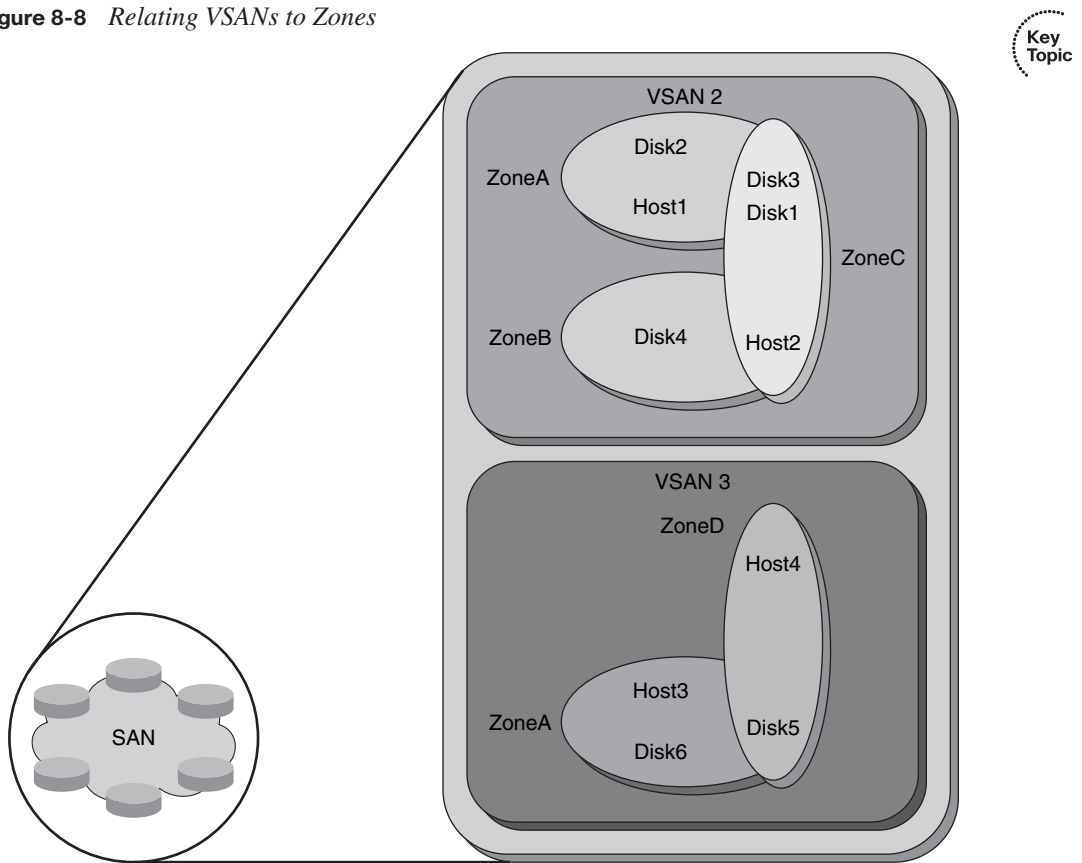 gure 8-8 Relating VSANs to Zones
Key
Topic
VSAN 2
Disk2
ZoneA
Disk3
Host1
Disk1
ZoneC
ZoneB
Disk4
Host2
VSAN 3
ZoneD
Host4
Host3
ZoneA
Disk5
SAN
Disk6